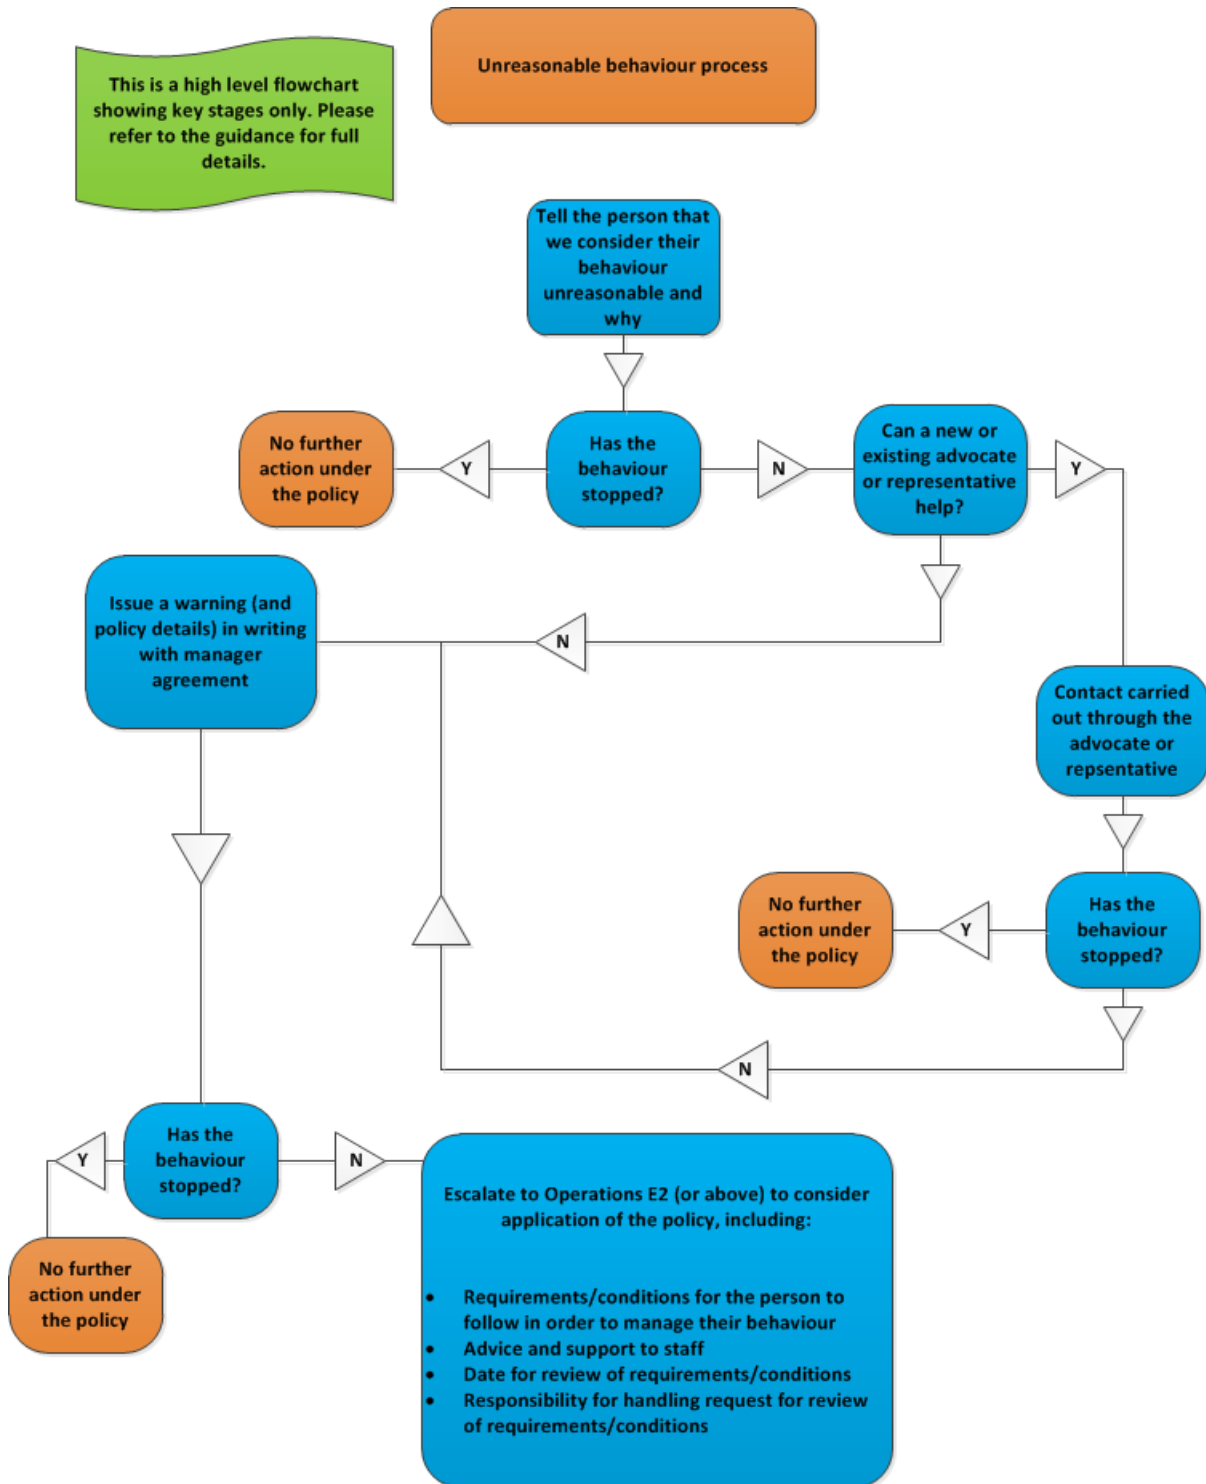 Unreasonable behaviour process
This is a high level flowchart
showing key stages only. Please
refer to the guidance for full
details.
Tell the person that
we consider their
behaviour
unreasonable and
why
No further
action under
the policy
Y
Has the
behaviour
stopped?
N
Can a new or
existing advocate
or representative
help?
Y
Issue a warning (and
policy details) in writing
with manager
agreement
N
Contact carried
out through the
advocate or
repsentative
No further
action under
the policy
Y
Has the
behaviour
stopped?
N
Y
Has the
behaviour
stopped?
N
No further
action under
the policy
Escalate to Operations E2 (or above) to consider
application of the policy, including:
• Requirements/conditions for the person to
follow in order to manage their behaviour
• Advice and support to staff
• Date for review of requirements/conditions
• Responsibility for handling request for review
of requirements/conditions